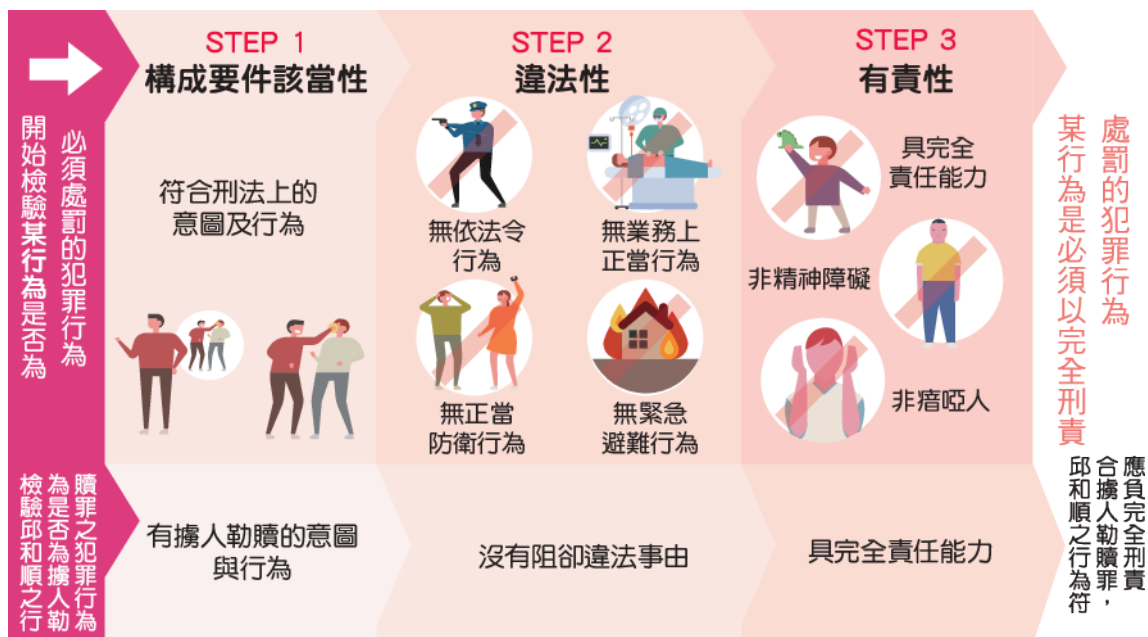 開始檢驗某行為是否為
必須處罰的犯罪行為
STEP 1
構成要件該當性
符合刑法上的
意圖及行為
STEP 2
違法性
無依法令
行為
無業務上
正當行為
無正當
防衛行為
無緊急
避難行為
STEP 3
有責性
具完全
責任能力
非精神障礙
非瘖啞人
某行為是必須以完全刑責
處罰的犯罪行為
檢驗邱和順之行
為是否為擄人勒
贖罪之犯罪行為
有擄人勒贖的意圖
與行為
沒有阻卻違法事由
具完全責任能力
邱和順之行為符
合擄人勒贖罪，
應負完全刑責